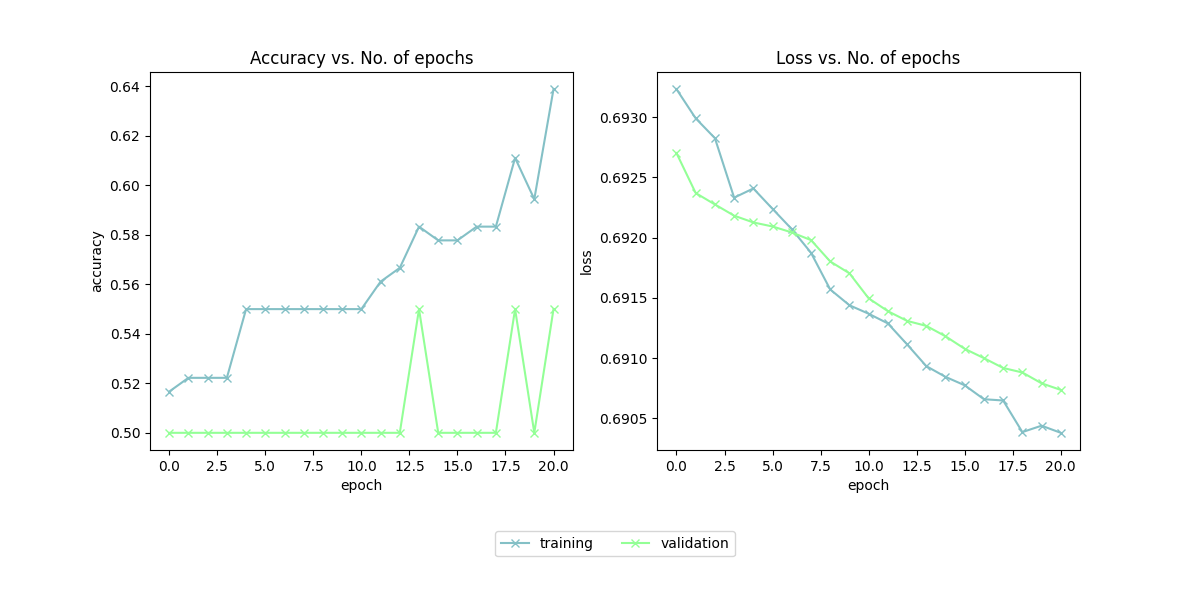 Accuracy vs. No. of epochs
0.64
0.62
0.60
0.58
0.56
0.54
0.52
0.50
accuracy
0.0 2.5 5.0 7.5 10.0 12.5 15.0 17.5 20.0
epoch
Loss vs. No. of epochs
0.6930
0.6925
0.6920
0.6915
0.6910
0.6905
loss
0.0 2.5 5.0 7.5 10.0 12.5 15.0 17.5 20.0
epoch
training validation